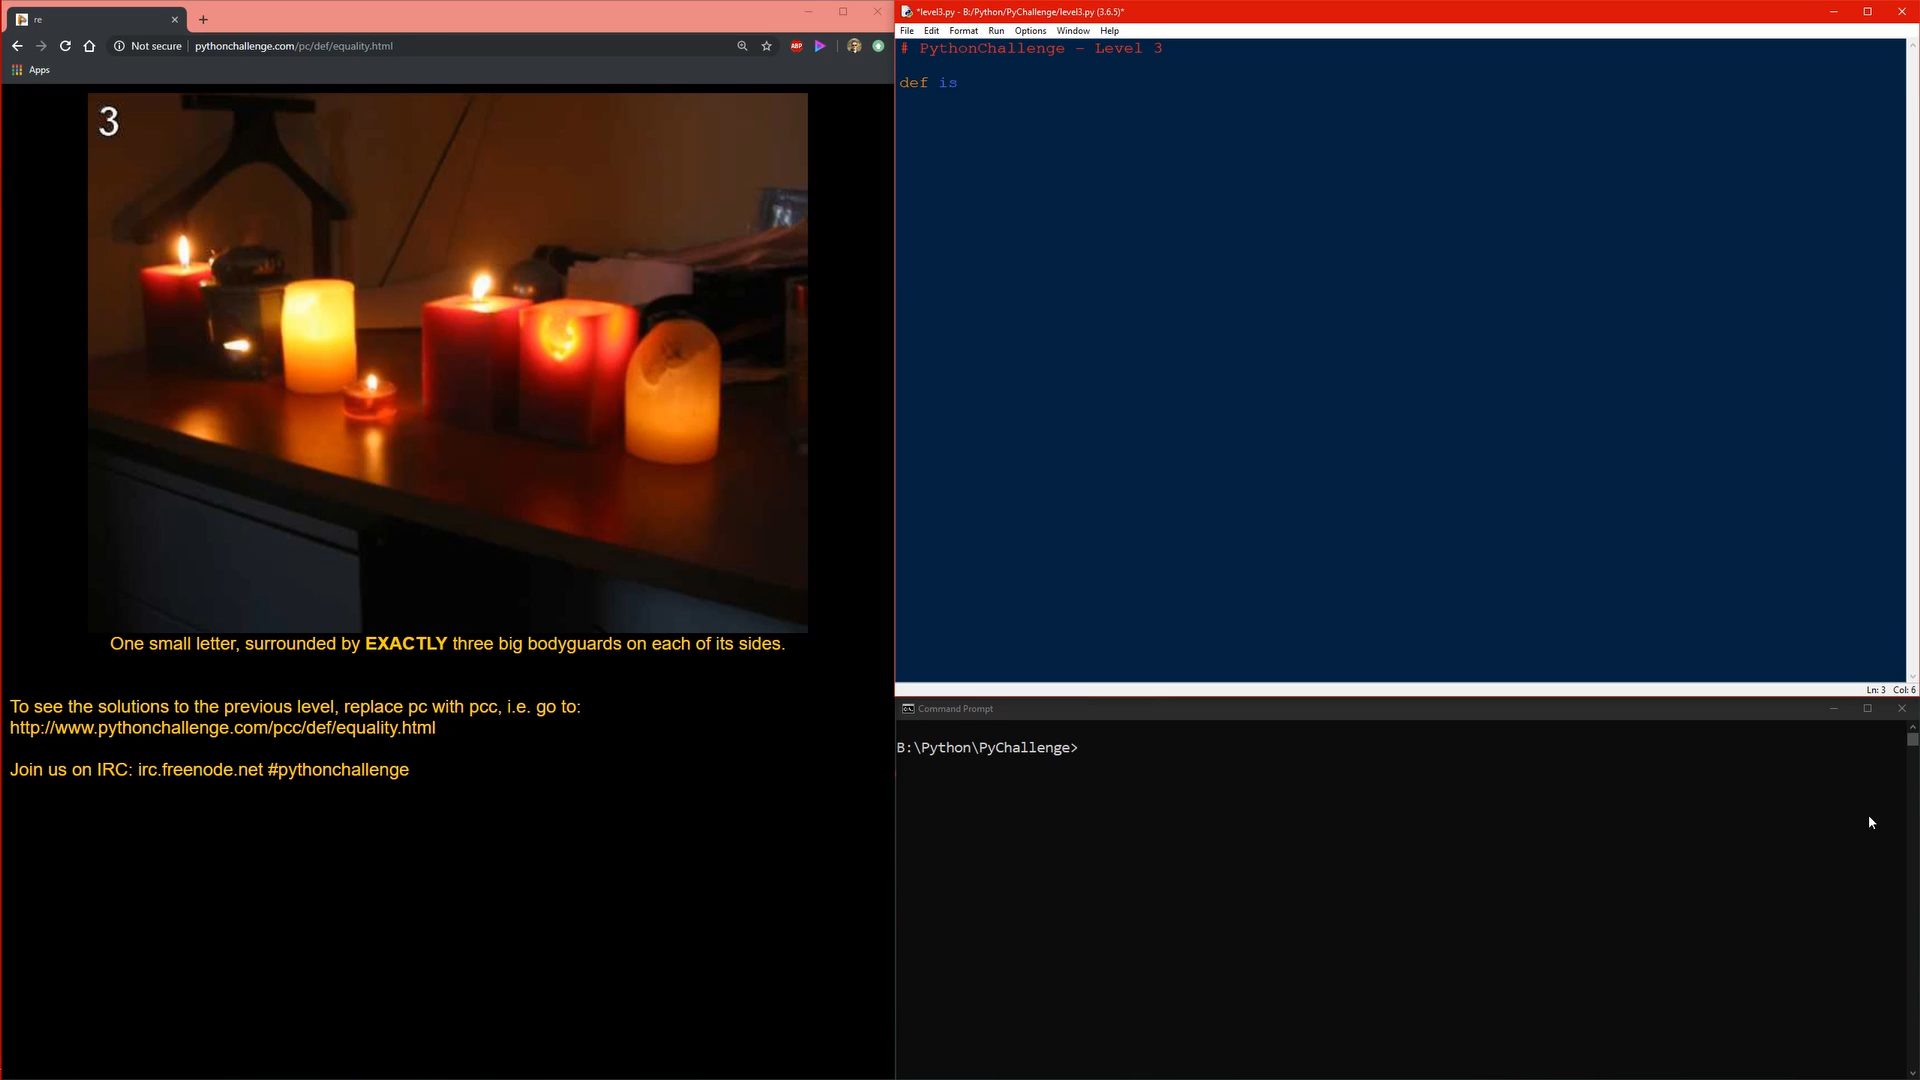 re
Not secure
pythonchallenge.com/pc/def/equality.html
ABP
Apps
3
One small letter, surrounded by EXACTLY three big bodyguards on each of its sides.
To see the solutions to the previous level, replace pc with pcc, i.e. go to:
http://www.pythonchallenge.com/pcc/def/equality.html
Join us on IRC: irc.freenode.net #pythonchallenge
*level3.py - B:/Python/PyChallenge/level3.py (3.6.5)*
File Edit Format Run Options Window Help
# PythonChallenge - Level 3
def is
Ln: 3 Col: 6
Command Prompt
B:\Python\PyChallenge>